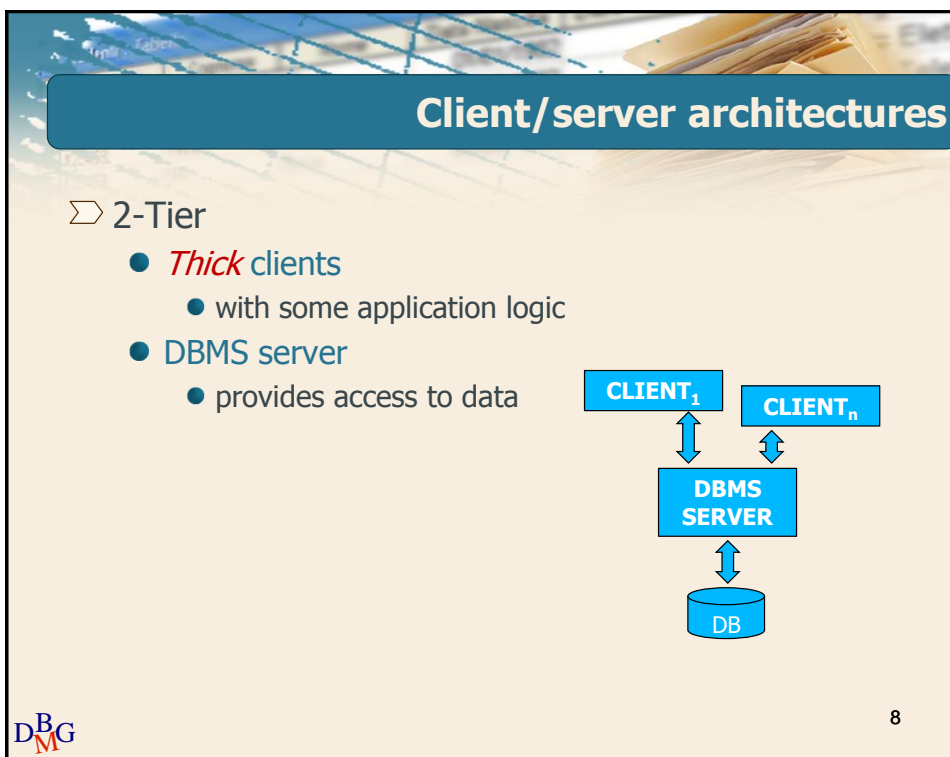 Client/server architectures
2-Tier
Thick clients
with some application logic
DBMS server
provides access to data
CLIENT1
CLIENTn
DBMS
SERVER
DB
DBMG
8